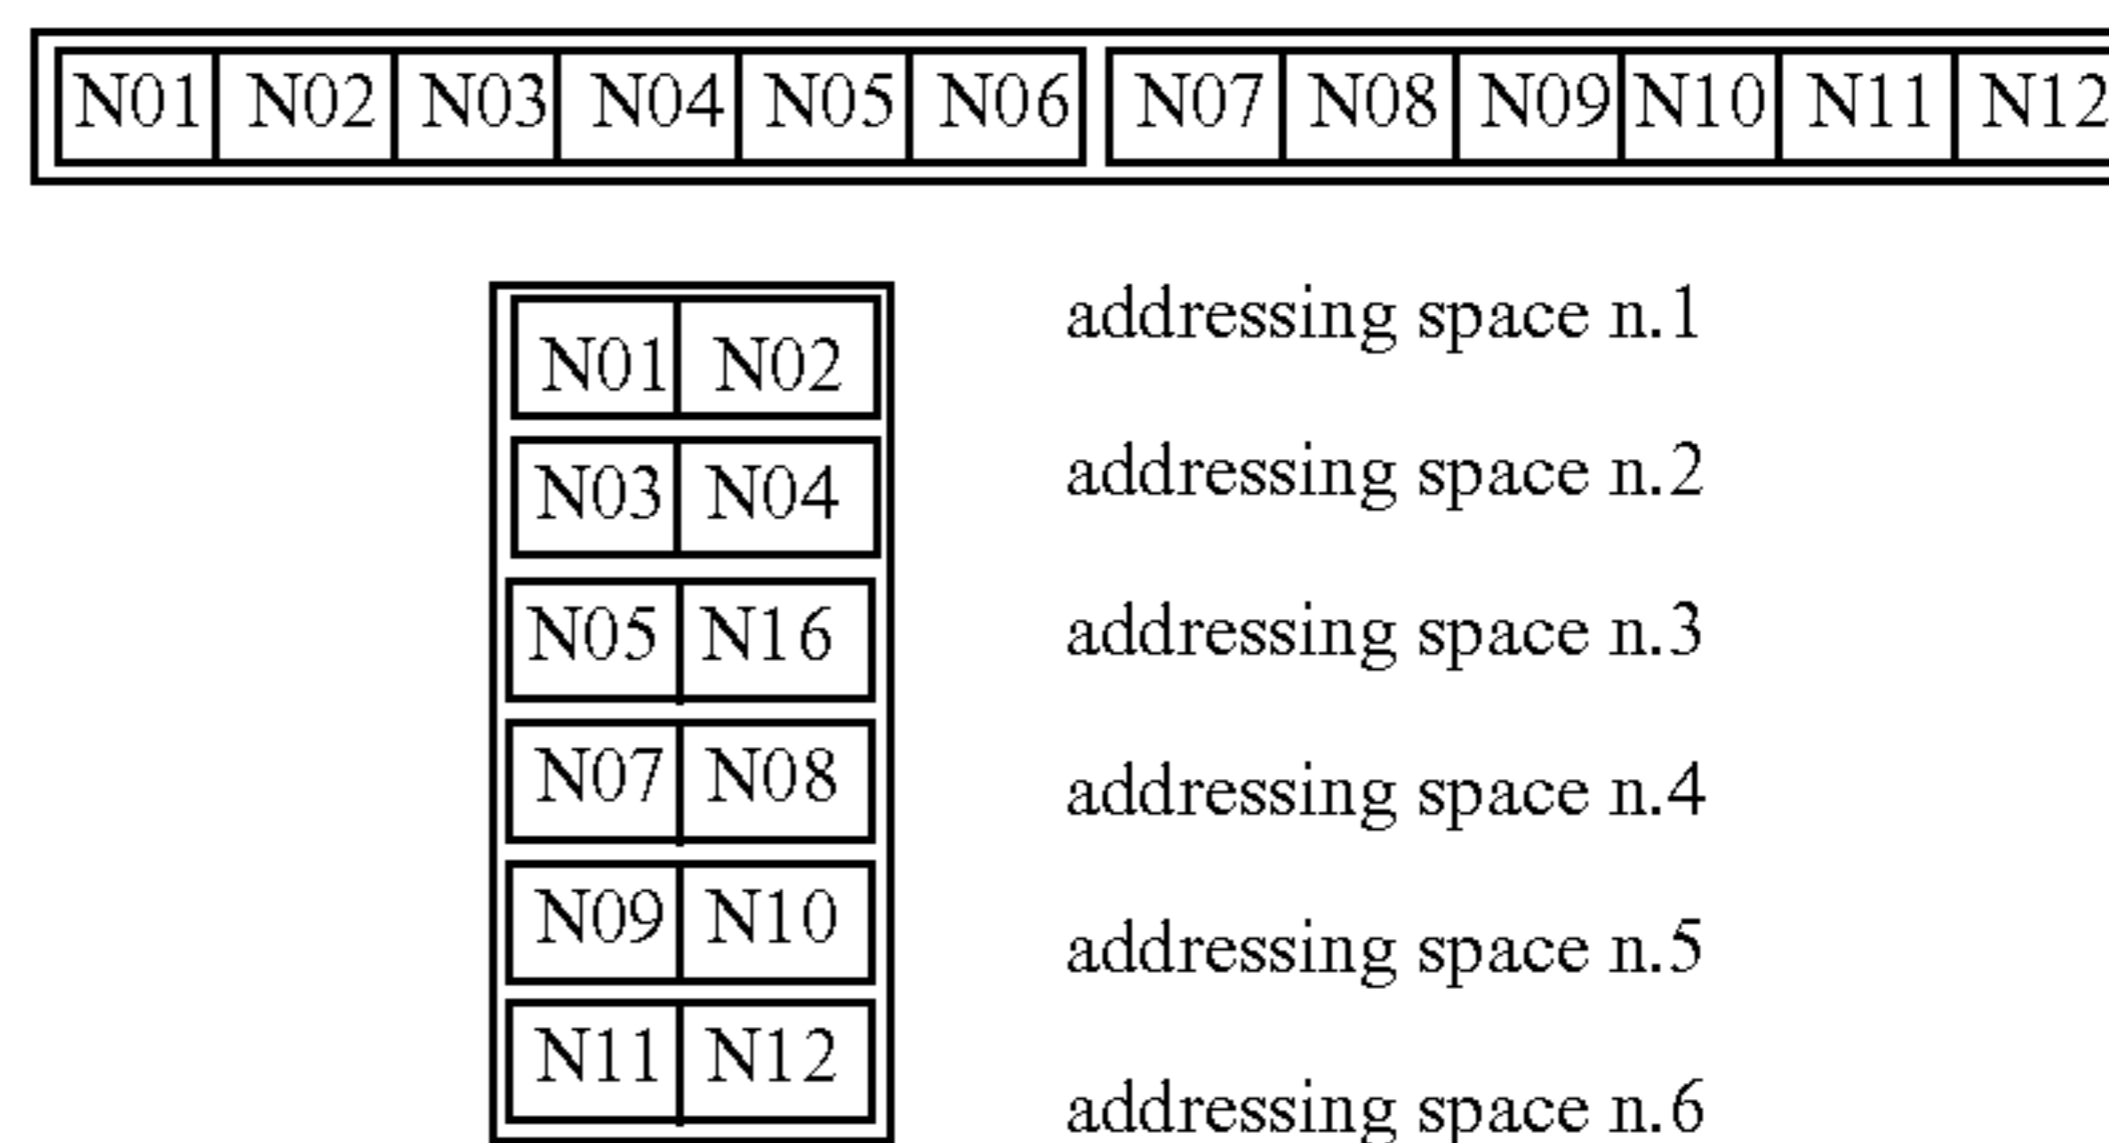 N01 N02 N03 N04 N05 N06 N07 N08 N09 N10 N11 N12
N01 N02 addressing space n.1
N03 N04 addressing space n.2
N05 N16 addressing space n.3
N07 N08 addressing space n.4
N09 N10 addressing space n.5
N11 N12 addressing space n.6